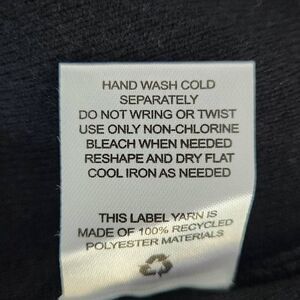 HAND WASH COLD
SEPARATELY
DO NOT WRING OR TWIST
USE ONLY NON-CHLORINE
BLEACH WHEN NEEDED
RESHAPE AND DRY FLAT
COOL IRON AS NEEDED
THIS LABEL YARN IS
MADE OF 100% RECYCLED
POLYESTER MATERIALS